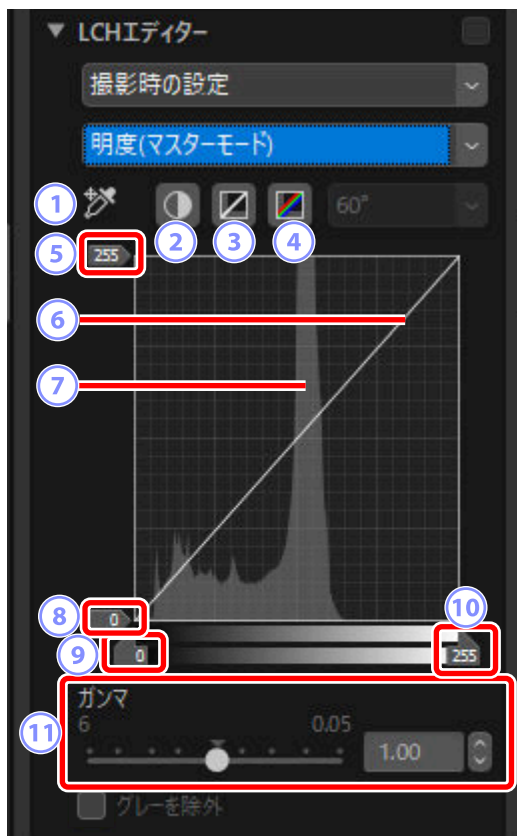 LCHエディター
撮影時の設定
明度(マスターモード)
1 2 3 4 60°
5 255
6
7
8 0 10
9 0 255
ガンマ
11 6 0.05
1.00
グレーを除外